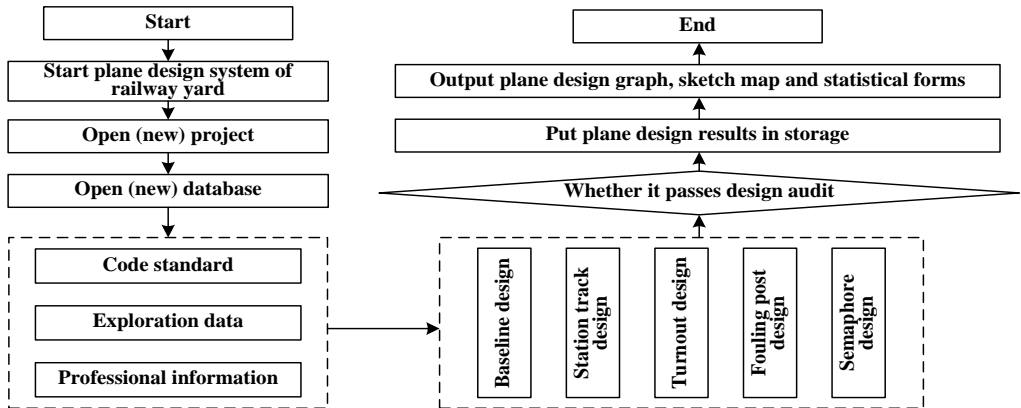 Start
Start plane design system of
railway yard
Open (new) project
Open (new) database
Code standard
Exploration data
Professional information
Baseline design
Station track
design
Turnout design
Fouling post
design
Semaphore
design
Whether it passes design audit
Put plane design results in storage
Output plane design graph, sketch map and statistical forms
End